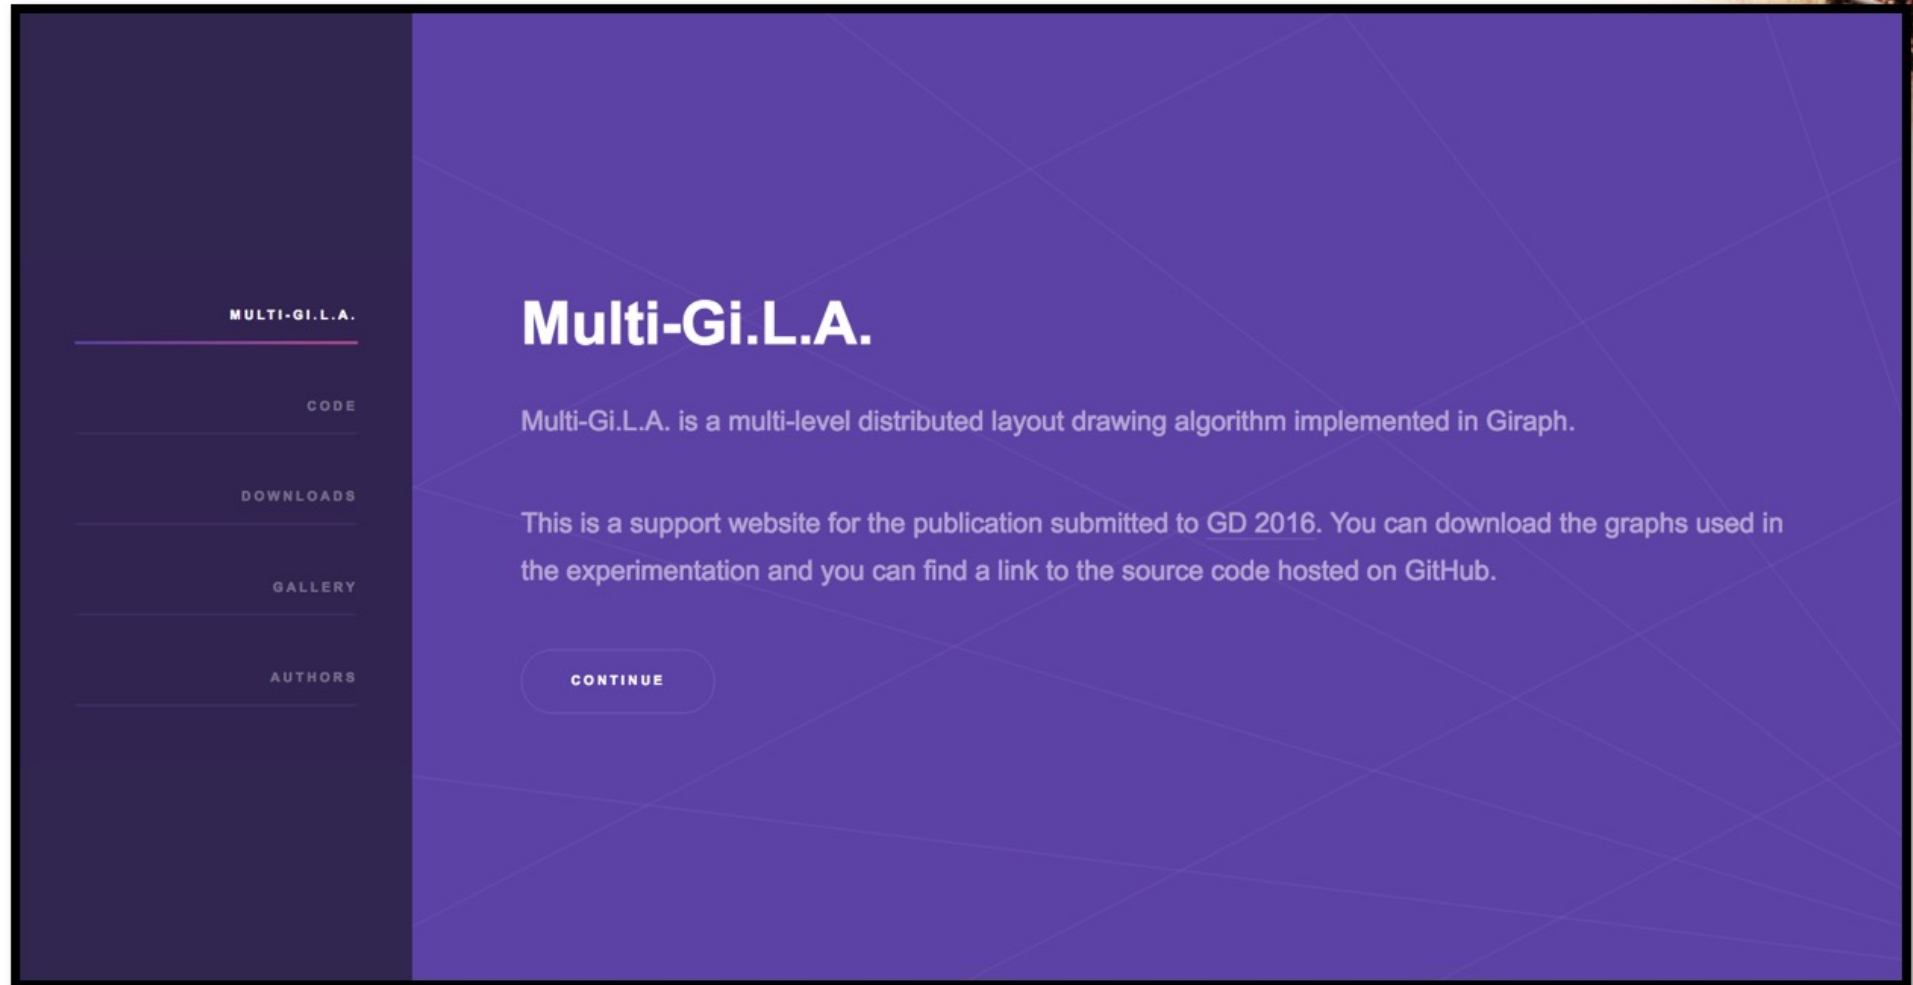 MULTI-GI.L.A.
CODE
DOWNLOADS
GALLERY
AUTHORS
Multi-Gi.L.A.
Multi-Gi.L.A. is a multi-level distributed layout drawing algorithm implemented in Giraph.
This is a support website for the publication submitted to GD 2016. You can download the graphs used in
the experimentation and you can find a link to the source code hosted on GitHub.
CONTINUE